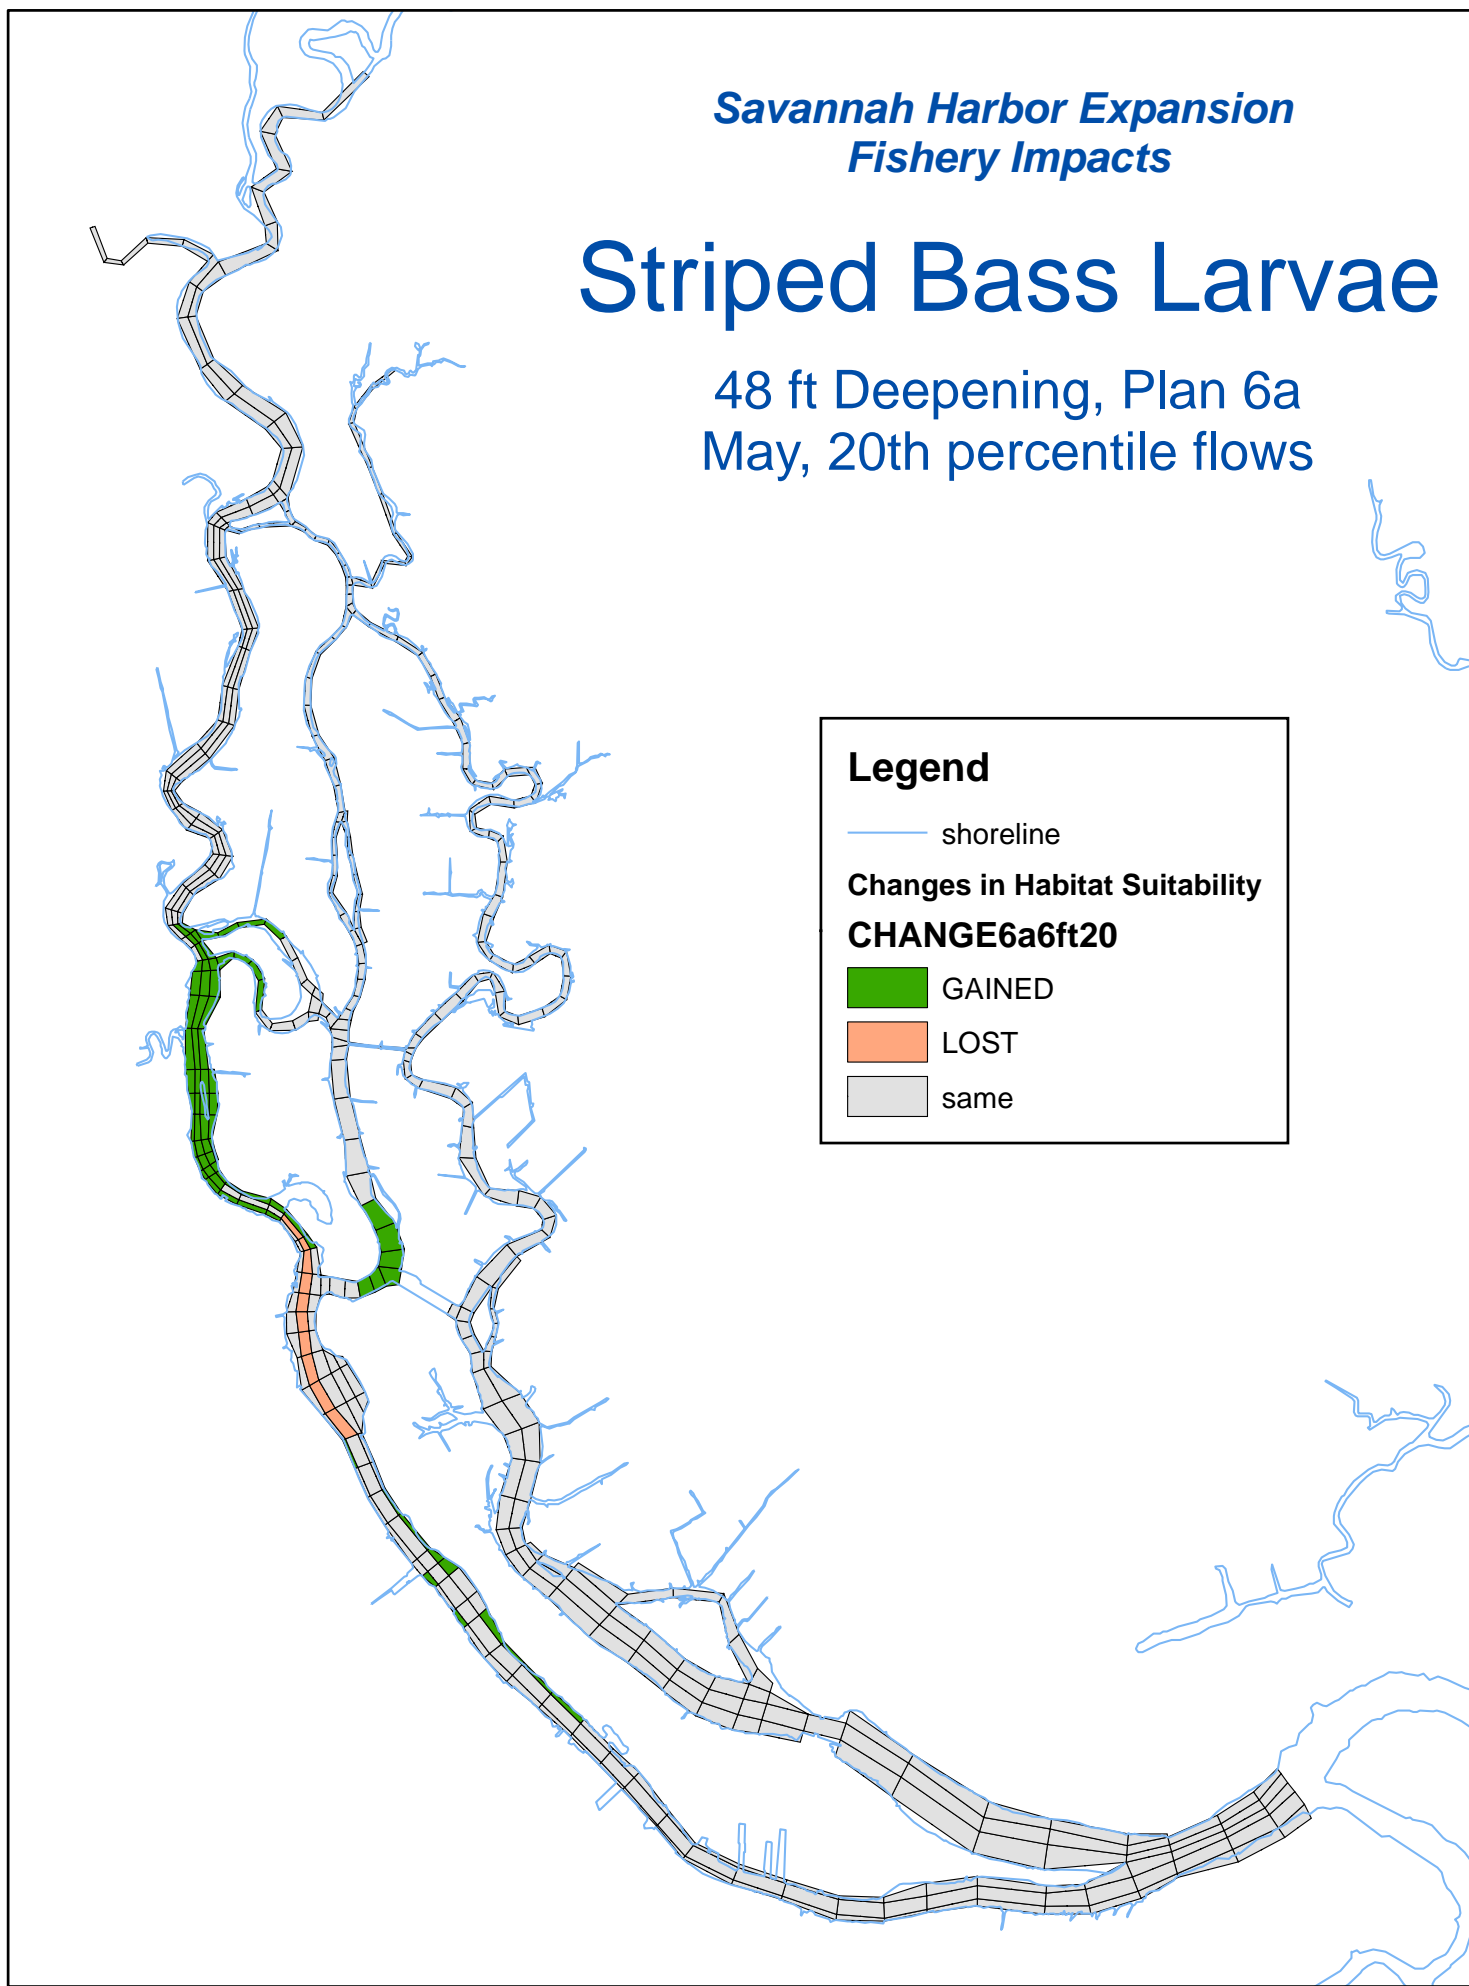 Savannah Harbor Expansion
Fishery Impacts
Striped Bass Larvae
48 ft Deepening, Plan 6a
May, 20th percentile flows
Legend
shoreline
Changes in Habitat Suitability
CHANGE6a6ft20
GAINED
LOST
same